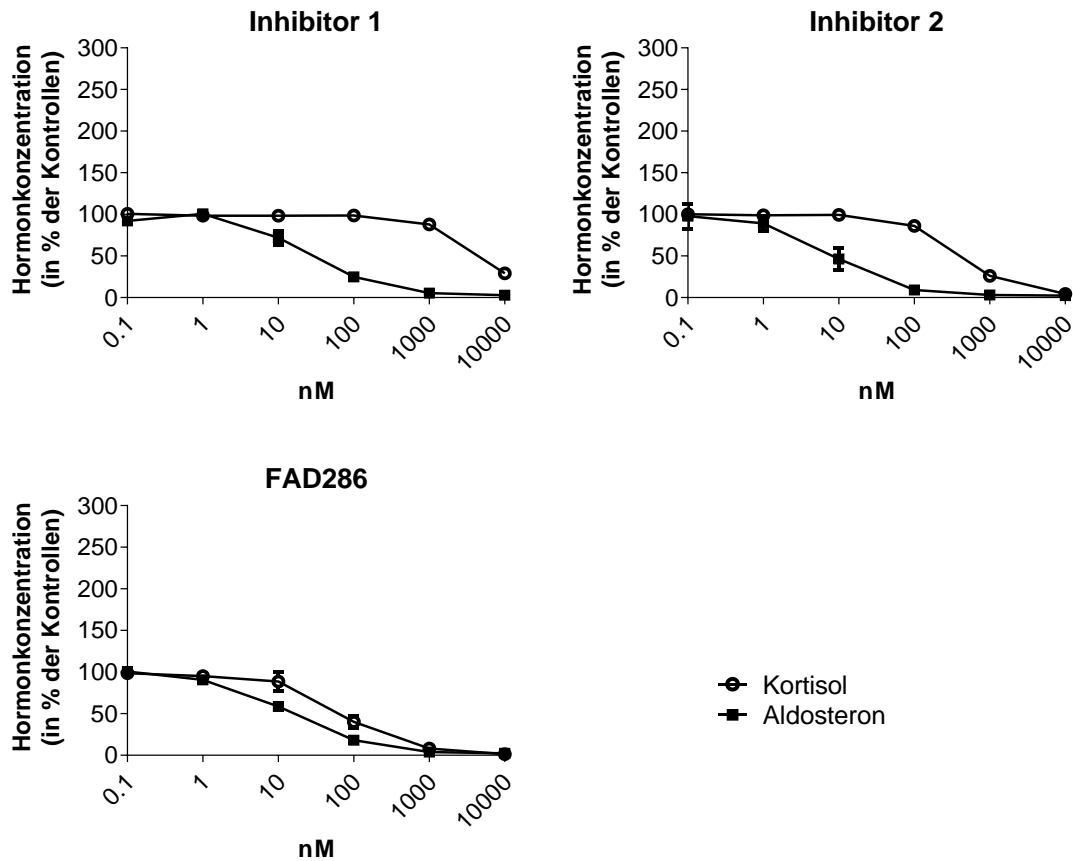 Inhibitor 1
Hormonkonzentration
(in % der Kontrollen)
300
250
200
150
100
50
0
0.1
1
10
100
1000
10000
nM
Inhibitor 2
Hormonkonzentration
(in % der Kontrollen)
300
250
200
150
100
50
0
0.1
1
10
100
1000
10000
nM
FAD286
Hormonkonzentration
(in % der Kontrollen)
300
250
200
150
100
50
0
0.1
1
10
100
1000
10000
nM
Kortisol
Aldosteron